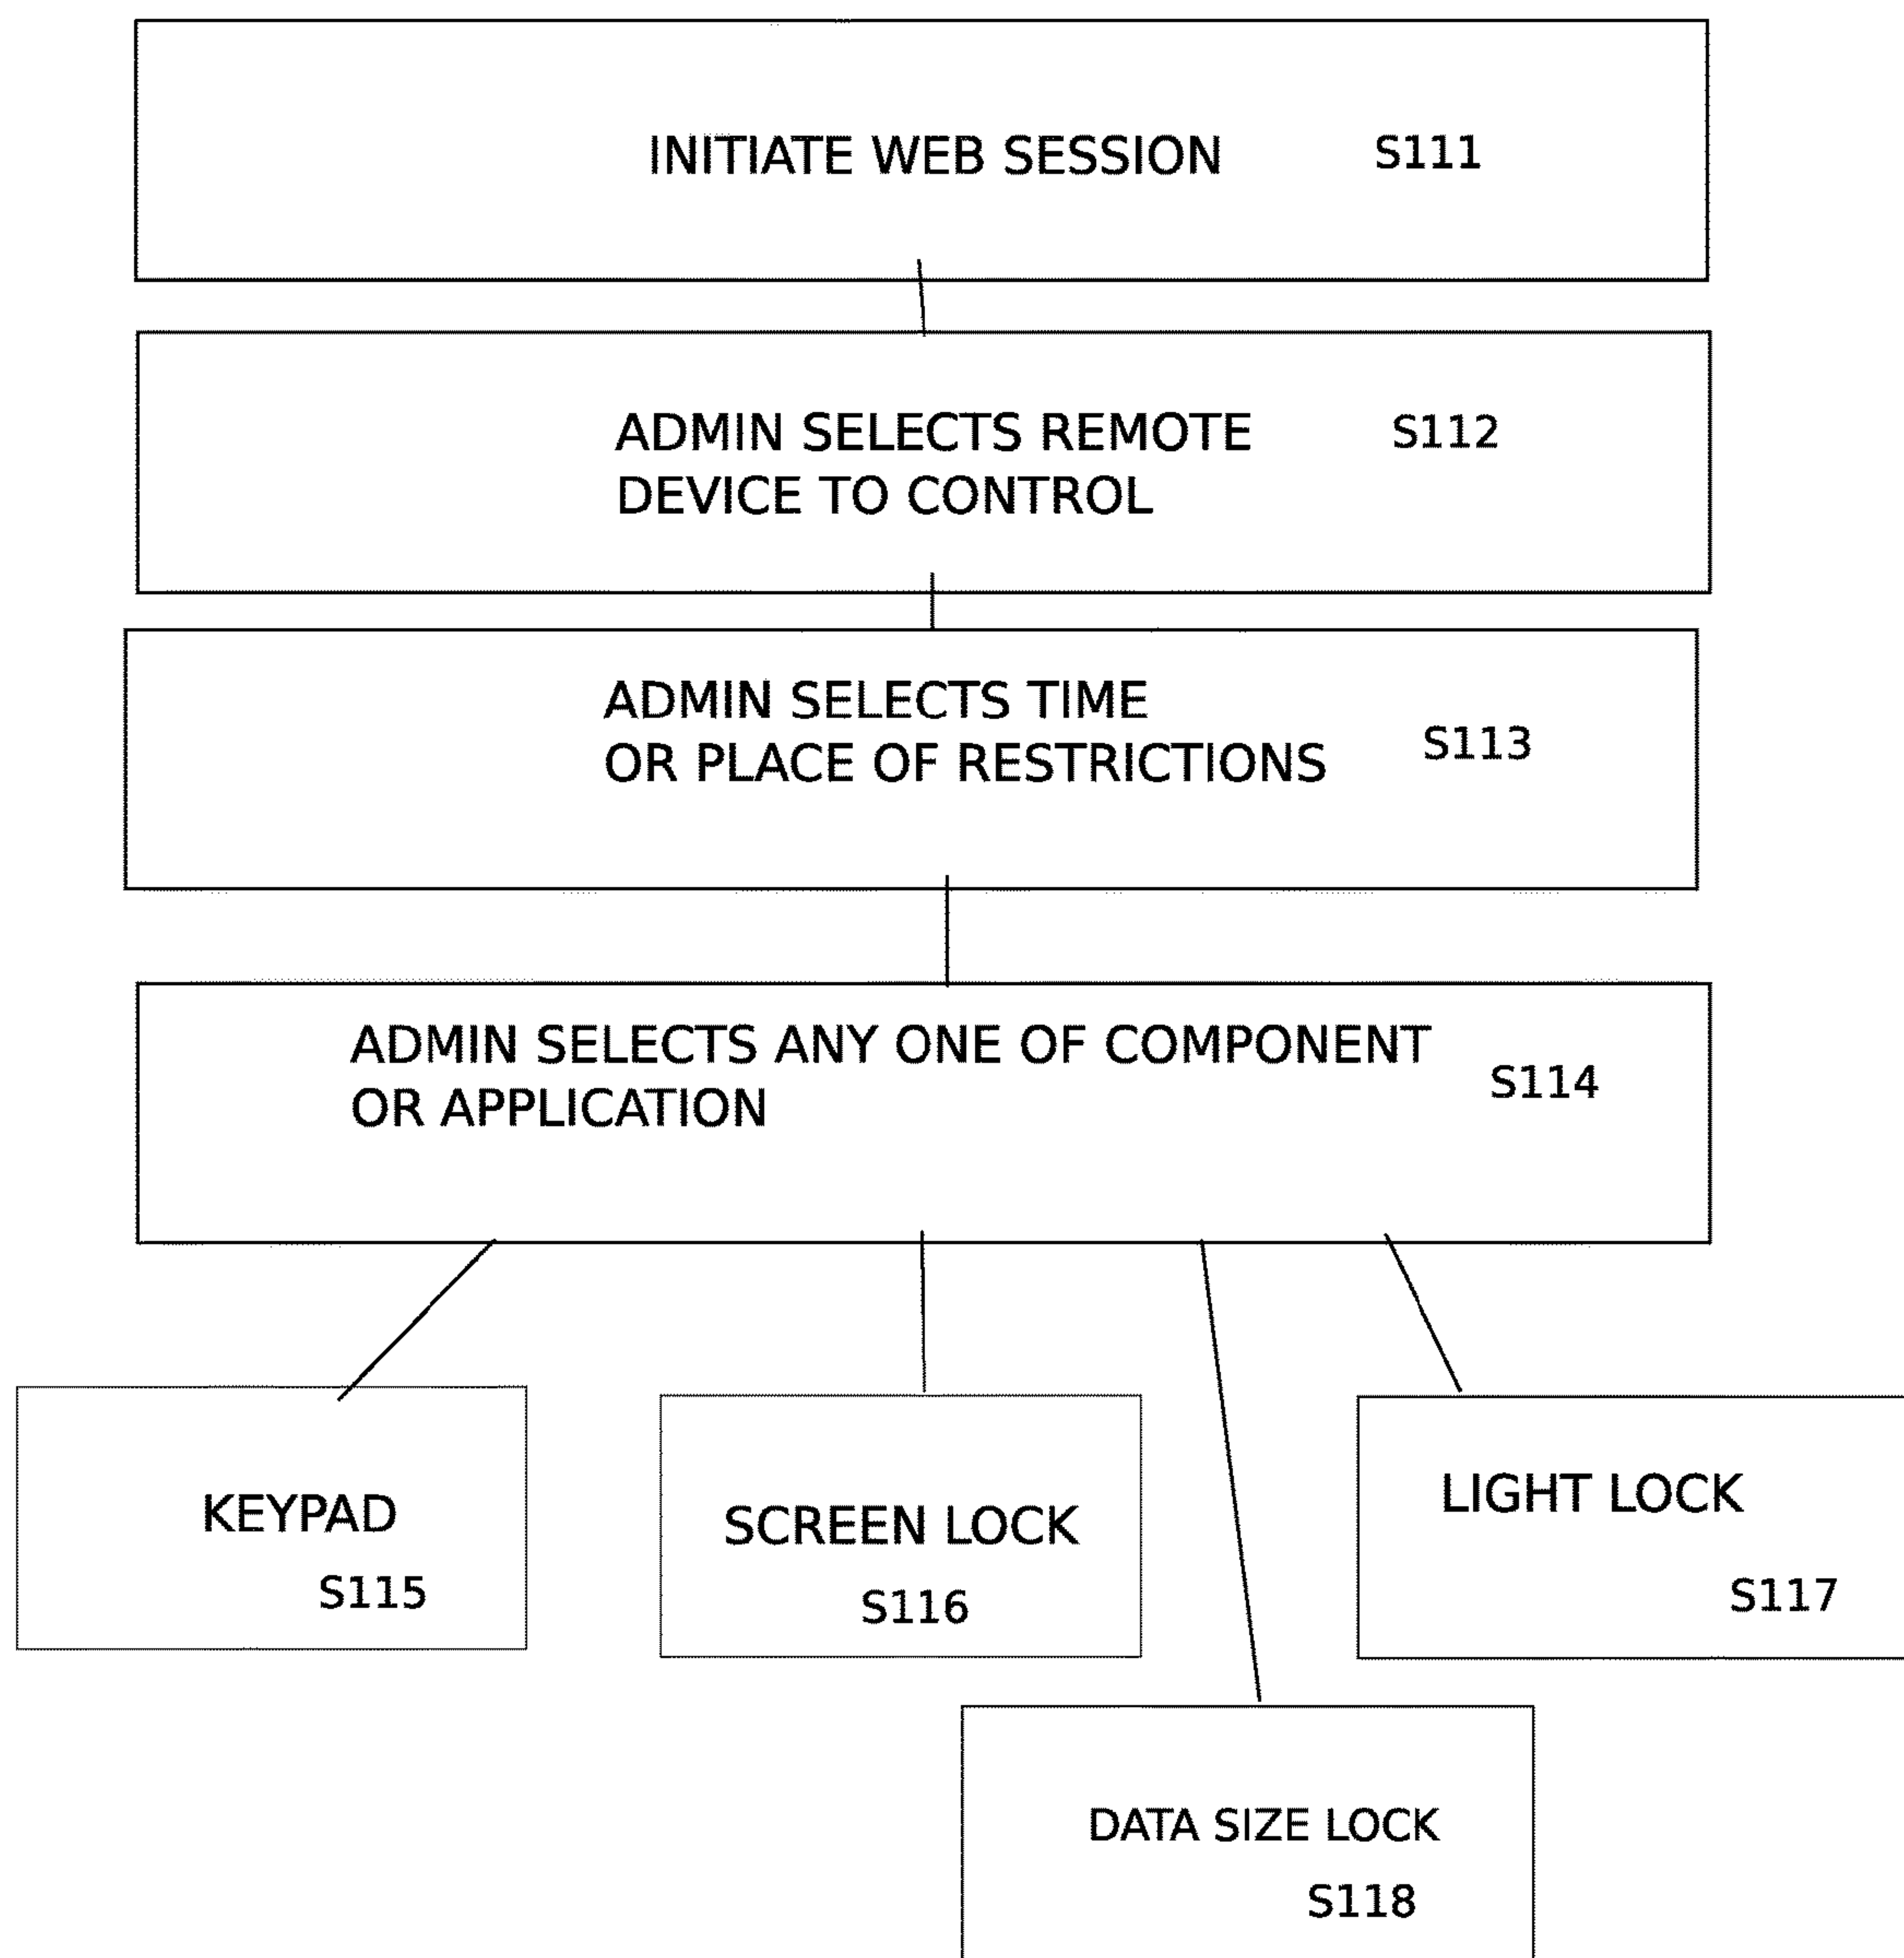 INITIATE WEB SESSION S111
ADMIN SELECTS REMOTE S112
DEVICE TO CONTROL
ADMIN SELECTS TIME
OR PLACE OF RESTRICTIONS S113
ADMIN SELECTS ANY ONE OF COMPONENT
OR APPLICATION S114
KEYPAD
S115
SCREEN LOCK
S116
LIGHT LOCK
S117
DATA SIZE LOCK
S118